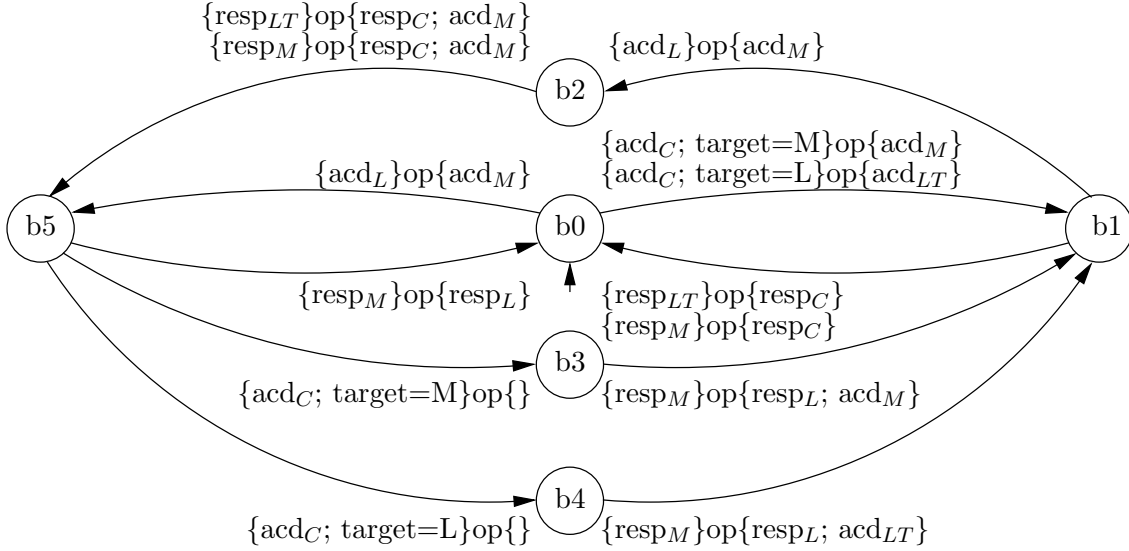 {resp_LT}op{resp_C; acd_M}
{resp_M}op{resp_C; acd_M}
{acd_L}op{acd_M}
b2
{acd_C; target=M}op{acd_M}
{acd_L}op{acd_M}
{acd_C; target=L}op{acd_LT}
b5
b0
b1
{resp_M}op{resp_L}
{resp_LT}op{resp_C}
{resp_M}op{resp_C}
b3
{acd_C; target=M}op{}
{resp_M}op{resp_L; acd_M}
b4
{acd_C; target=L}op{}
{resp_M}op{resp_L; acd_LT}